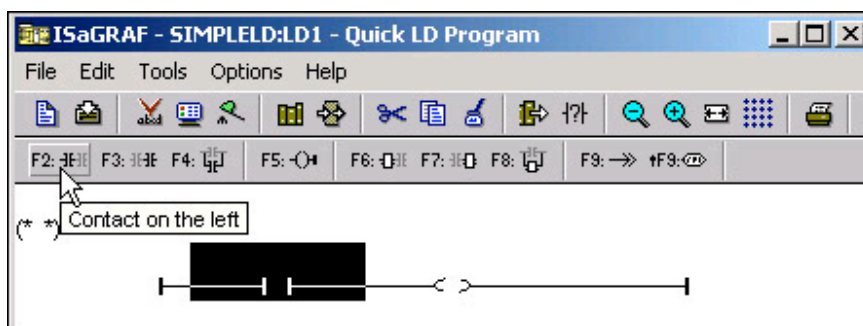 ISaGRAF - SIMPLELD:LD1 - Quick LD Program
File Edit Tools Options Help
abcd
F2: F3: F4: F5: F6: F7: F8: F9: F9:
Contact on the left
(* *)